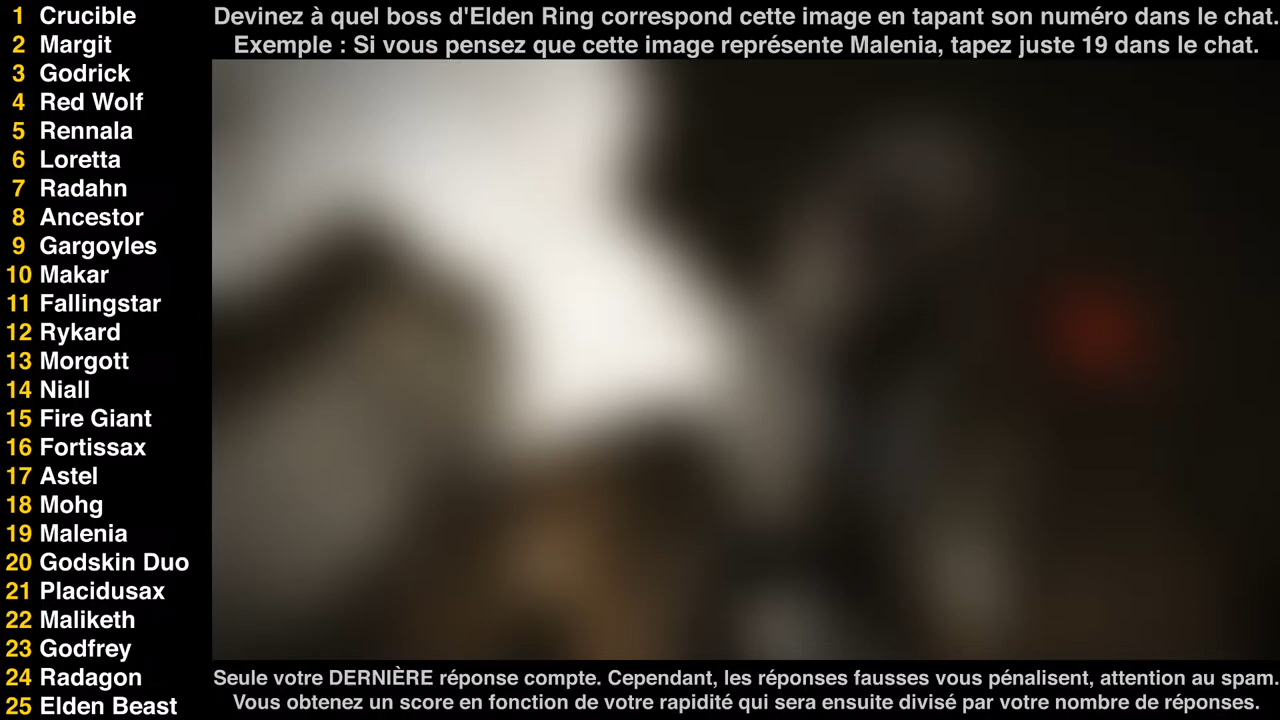 Devinez à quel boss d'Elden Ring correspond cette image en tapant son numéro dans le chat.
Exemple : Si vous pensez que cette image représente Malenia, tapez juste 19 dans le chat.
1 Crucible
2 Margit
3 Godrick
4 Red Wolf
5 Rennala
6 Loretta
7 Radahn
8 Ancestor
9 Gargoyles
10 Makar
11 Fallingstar
12 Rykard
13 Morgott
14 Niall
15 Fire Giant
16 Fortissax
17 Astel
18 Mohg
19 Malenia
20 Godskin Duo
21 Placidusax
22 Maliketh
23 Godfrey
24 Radagon
25 Elden Beast
Seule votre DERNIÈRE réponse compte. Cependant, les réponses fausses vous pénalisent, attention au spam.
Vous obtenez un score en fonction de votre rapidité qui sera ensuite divisé par votre nombre de réponses.